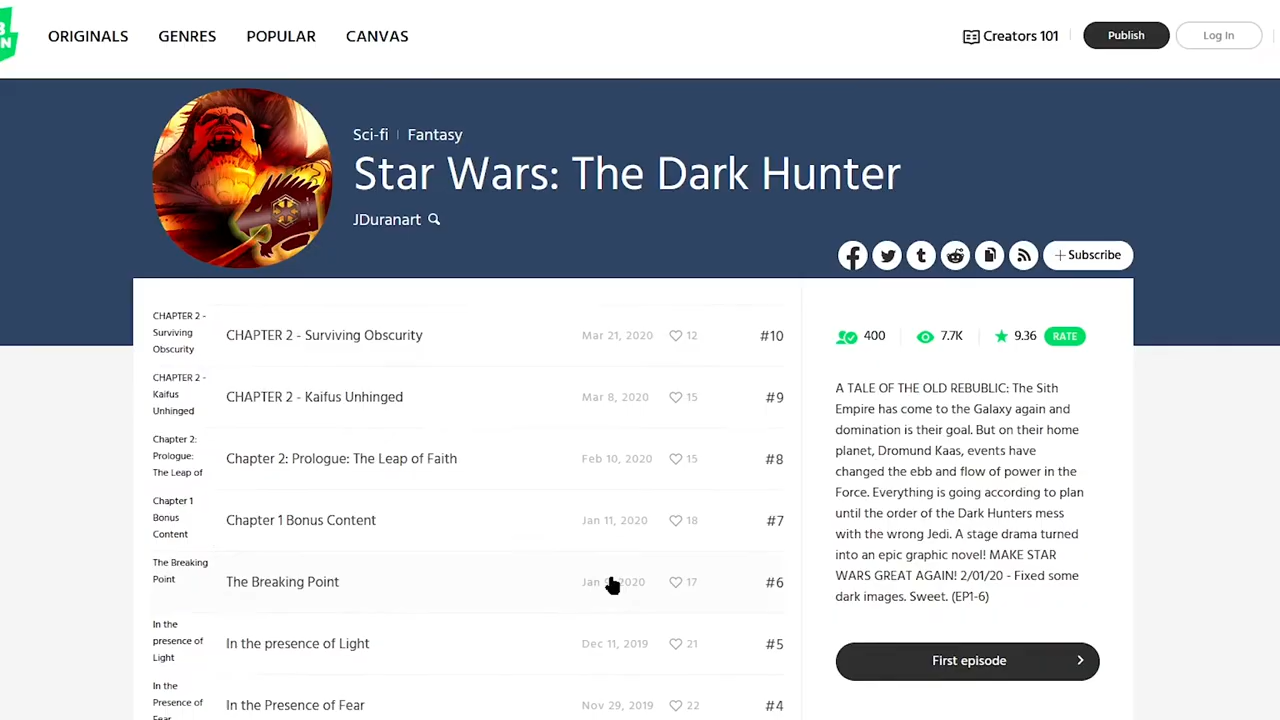 ORIGINALS GENRES POPULAR CANVAS Creators 101 Publish Log In
Sci-fi Fantasy
Star Wars: The Dark Hunter
JDuranart
+ Subscribe
CHAPTER 2 -
Surviving
Obscurity
CHAPTER 2 - Surviving Obscurity Mar 21, 2020 12 #10
CHAPTER 2 -
Kaifus
Unhinged
CHAPTER 2 - Kaifus Unhinged Mar 8, 2020 15 #9
Chapter 2:
Prologue:
The Leap of
Chapter 2: Prologue: The Leap of Faith Feb 10, 2020 15 #8
Chapter 1
Bonus
Content
Chapter 1 Bonus Content Jan 11, 2020 18 #7
The Breaking
Point
The Breaking Point Jan 2020 17 #6
In the
presence of
Light
In the presence of Light Dec 11, 2019 21 #5
In the
Presence of
Fear
In the Presence of Fear Nov 29, 2019 22 #4
400 7.7K 9.36 RATE
A TALE OF THE OLD REBUBLIC: The Sith
Empire has come to the Galaxy again and
domination is their goal. But on their home
planet, Dromund Kaas, events have
changed the ebb and flow of power in the
Force. Everything is going according to plan
until the order of the Dark Hunters mess
with the wrong Jedi. A stage drama turned
into an epic graphic novel! MAKE STAR
WARS GREAT AGAIN! 2/01/20 - Fixed some
dark images. Sweet. (EP1-6)
First episode